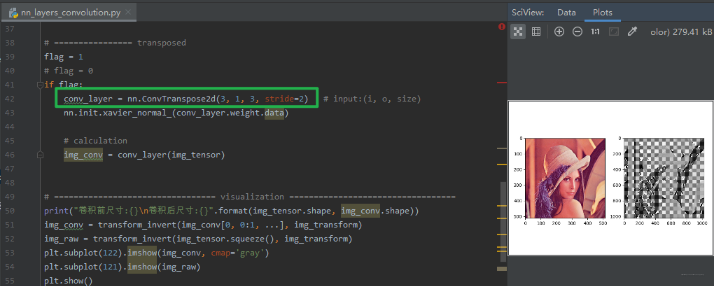 nn_layers_convolution.py
SciView: Data Plots
1:1 olor) 279.41 kB
37
38 # ================ transposed
39 flag = 1
40 # flag = 0
41 if flag:
42 conv_layer = nn.ConvTranspose2d(3, 1, 3, stride=2) # input:(i, o, size)
43 nn.init.xavier_normal_(conv_layer.weight.data)
44
45 # calculation
46 img_conv = conv_layer(img_tensor)
47
48
49 # ================================= visualization ==================================
50 print("卷积前尺寸:{}\n卷积后尺寸:{}".format(img_tensor.shape, img_conv.shape))
51 img_conv = transform_invert(img_conv[0, 0:1, ...], img_transform)
52 img_raw = transform_invert(img_tensor.squeeze(), img_transform)
53 plt.subplot(122).imshow(img_conv, cmap='gray')
54 plt.subplot(121).imshow(img_raw)
55 plt.show()
0
100
200
300
400
500
0 200 400
0
200
400
600
800
1000
0 200 400 600 800 1000